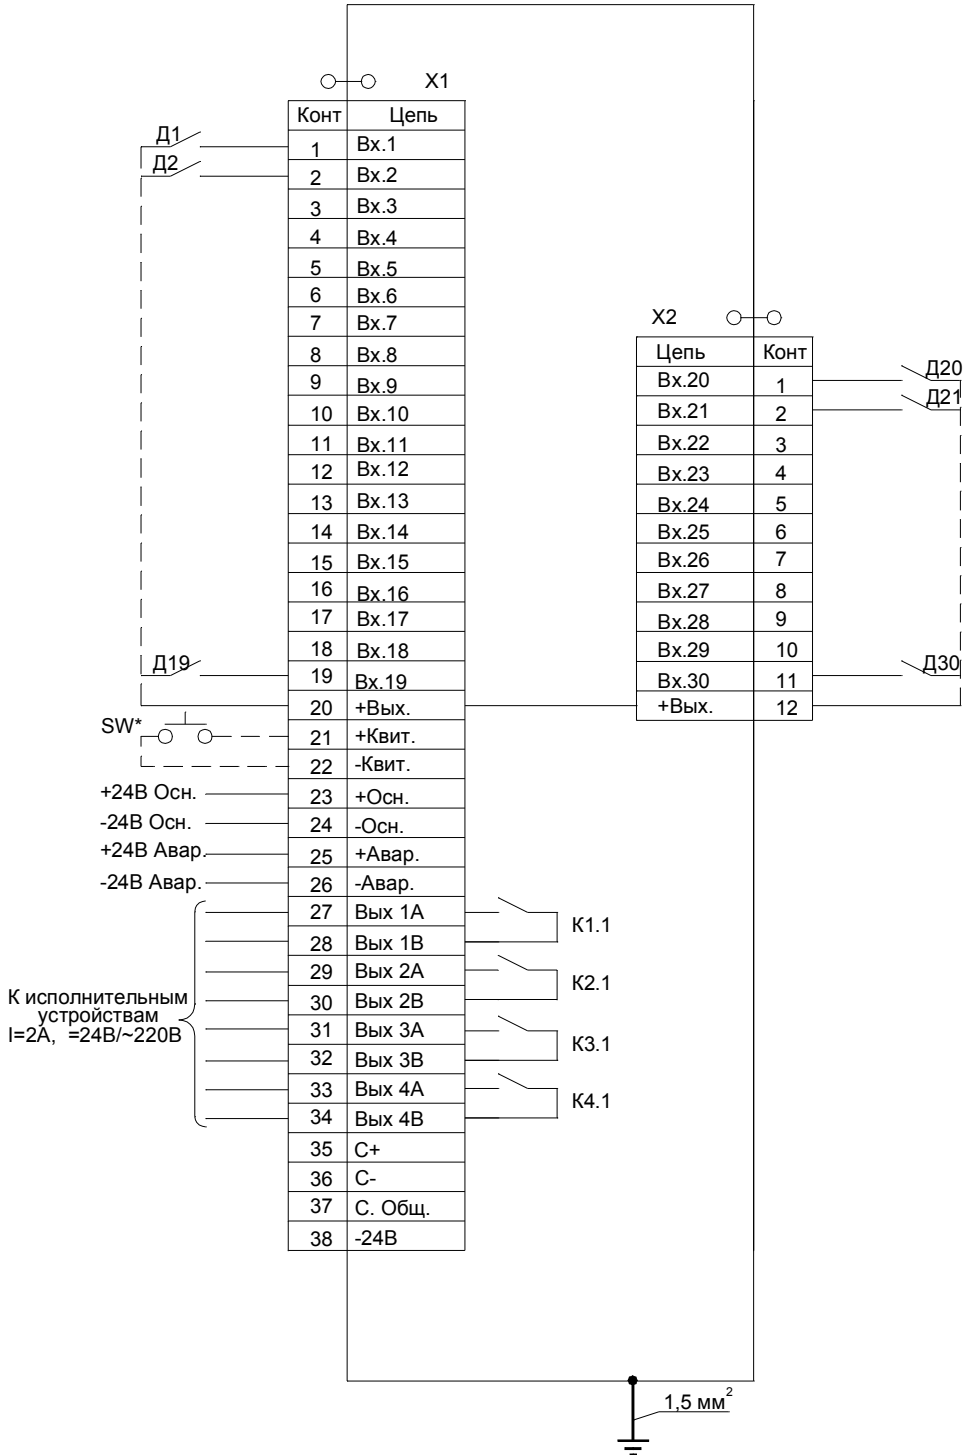 X1
Конт Цепь
Д1
1 Вх.1
Д2
2 Вх.2
3 Вх.3
4 Вх.4
5 Вх.5
6 Вх.6
7 Вх.7
8 Вх.8
9 Вх.9
10 Вх.10
11 Вх.11
12 Вх.12
13 Вх.13
14 Вх.14
15 Вх.15
16 Вх.16
17 Вх.17
18 Вх.18
Д19
19 Вх.19
20 +Вых.
SW*
21 +Квит.
22 -Квит.
+24В Осн. 23 +Осн.
-24В Осн. 24 -Осн.
+24В Авар. 25 +Авар.
-24В Авар. 26 -Авар.
27 Вых 1А
К1.1
28 Вых 1В
29 Вых 2А
К2.1
30 Вых 2В
31 Вых 3А
К3.1
32 Вых 3В
33 Вых 4А
К4.1
34 Вых 4В
35 С+
36 С-
37 С. Общ.
38 -24В
К исполнительным
устройствам
I=2А, =24В/~220В
X2
Цепь Конт
Вх.20 1 Д20
Вх.21 2 Д21
Вх.22 3
Вх.23 4
Вх.24 5
Вх.25 6
Вх.26 7
Вх.27 8
Вх.28 9
Вх.29 10
Вх.30 11 Д30
+Вых. 12
1,5 мм²